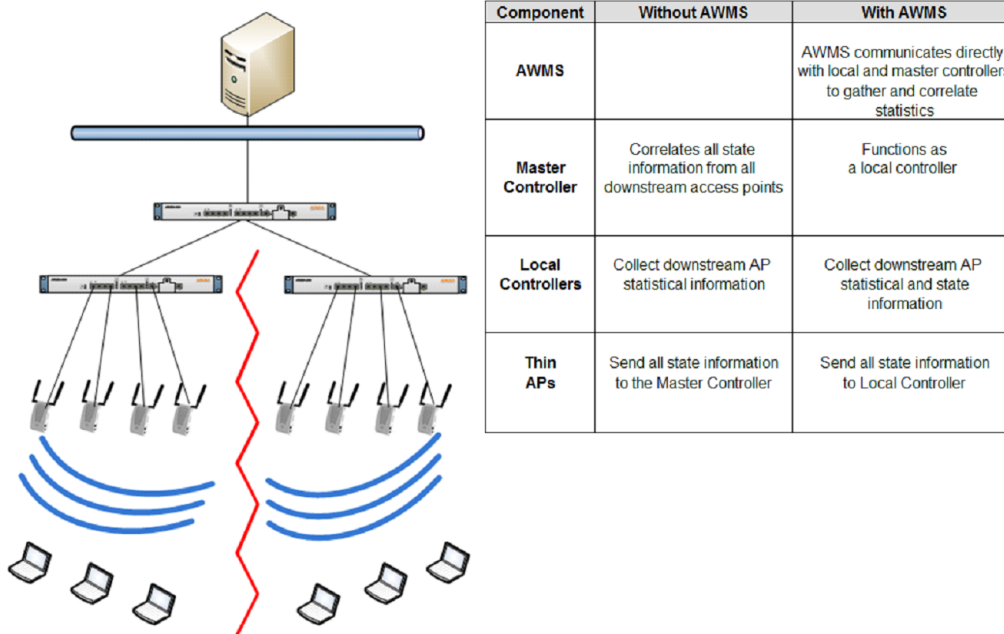 Component Without AWMS With AWMS
AWMS
AWMS communicates directly
with local and master controllers
to gather and correlate
statistics
Master
Controller
Correlates all state
information from all
downstream access points
Functions as
a local controller
Local
Controllers
Collect downstream AP
statistical information
Collect downstream AP
statistical and state
information
Thin
APs
Send all state information
to the Master Controller
Send all state information
to Local Controller